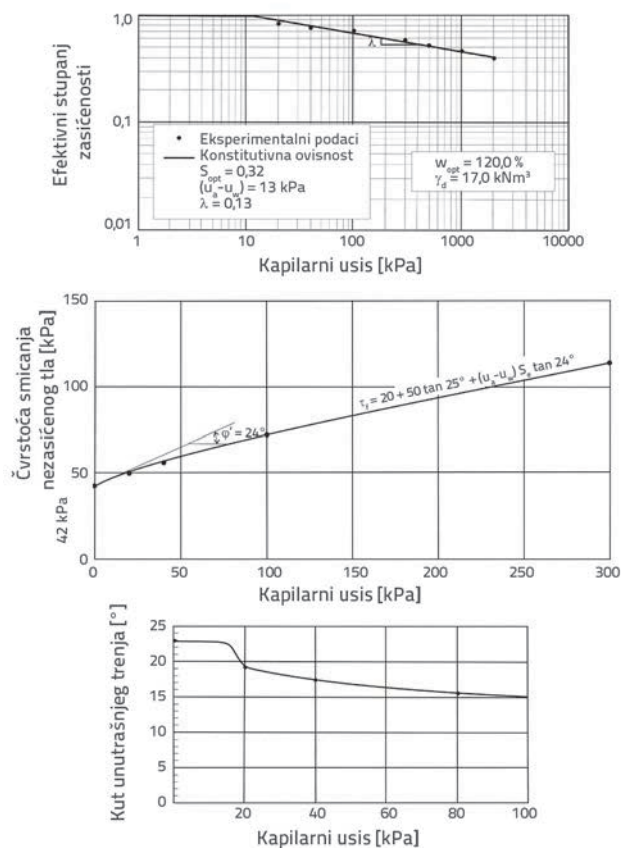 Efektivni stupanj
zasićenosti
1,0
0,1
0,01
λ
• Eksperimentalni podaci
— Konstitutivna ovisnost
S_opt = 0,32
(u_a-u_w) = 13 kPa
λ = 0,13
w_opt = 120,0 %
γ_d = 17,0 kNm³
1 10 100 1000 10000
Kapilarni usis [kPa]
Čvrstoća smicanja
nezasićenog tla [kPa]
42 kPa
150
100
50
0
τ_f = 20 + 50 tan 25° + (u_a-u_w) S_e tan 24°
φ' = 24°
0 50 100 150 200 250 300
Kapilarni usis [kPa]
Kut unutrašnjeg trenja [°]
25
20
15
10
5
0
20 40 60 80 100
Kapilarni usis [kPa]